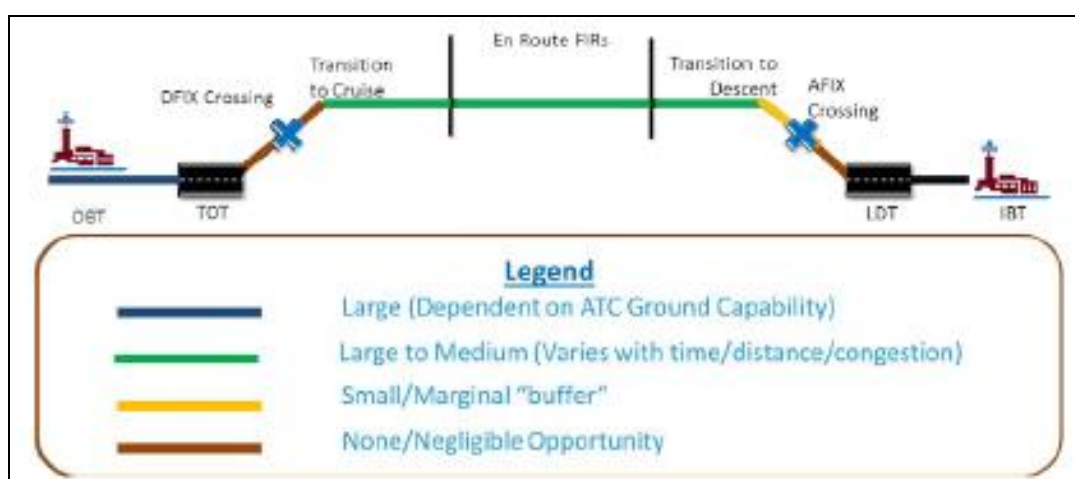 En Route FIRs
Transition
to Cruise
Transition to
Descent
DFIX Crossing
AFIX
Crossing
OBT
TOT
LDT
IBT
Legend
Large (Dependent on ATC Ground Capability)
Large to Medium (Varies with time/distance/congestion)
Small/Marginal “buffer”
None/Negligible Opportunity